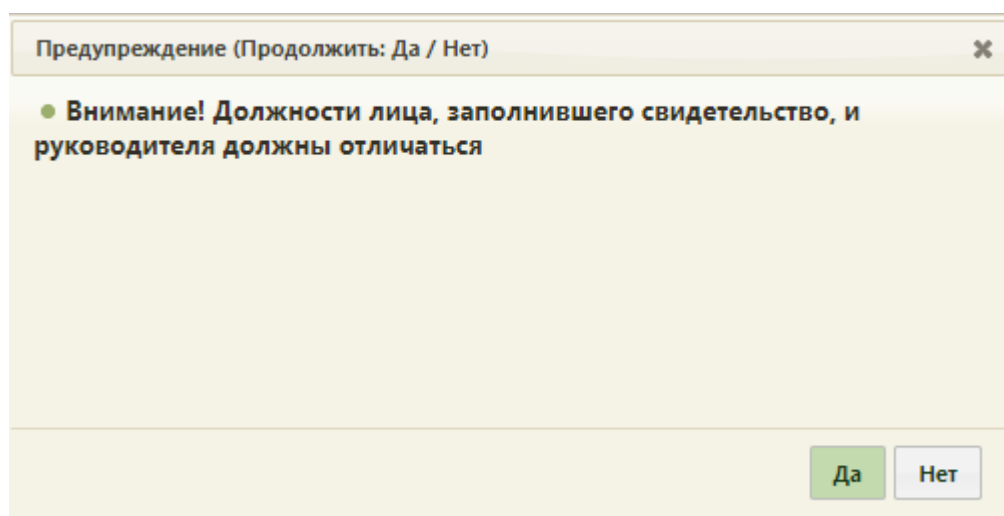 Предупреждение (Продолжить: Да / Нет)
Внимание! Должности лица, заполнившего свидетельство, и
руководителя должны отличаться
Да Нет